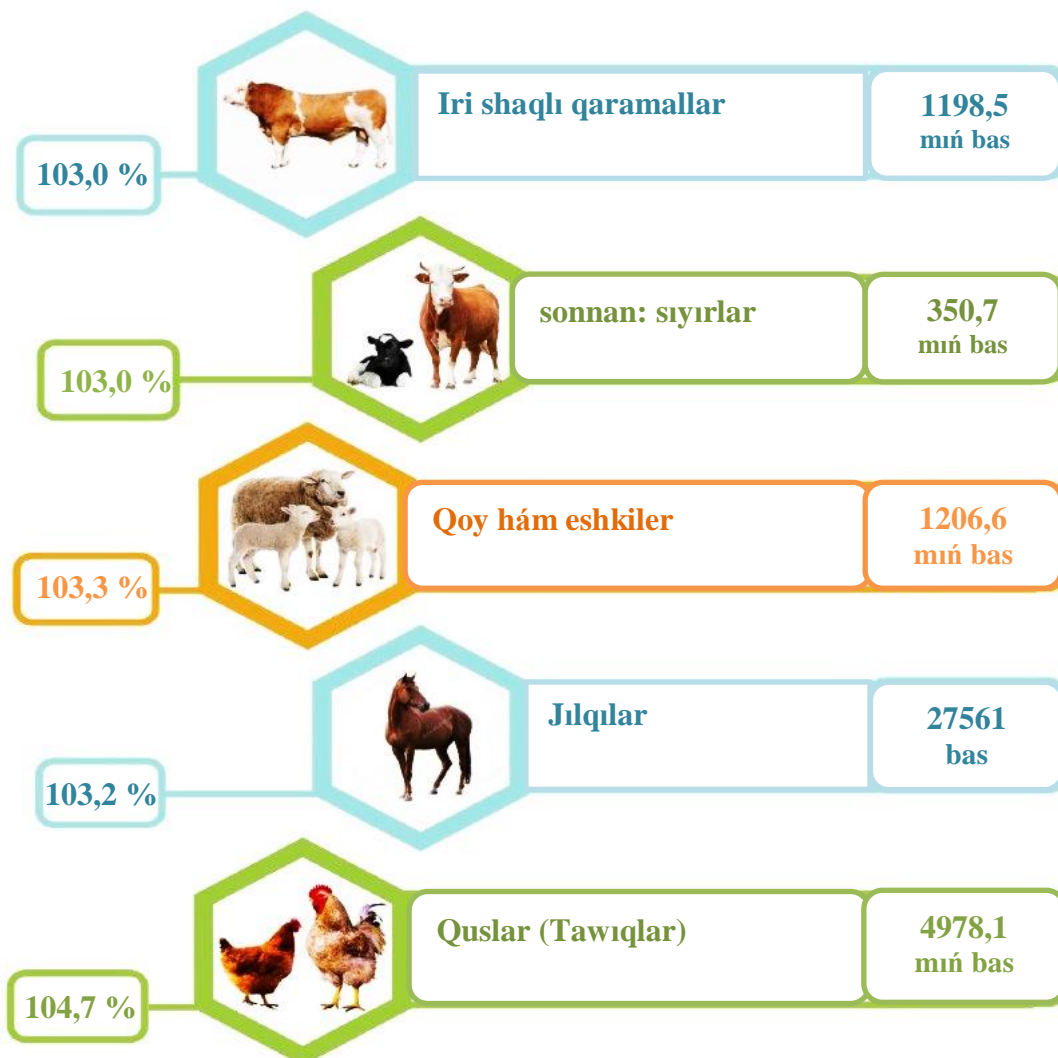 Iri shaqlı qaramallar
1198,5
mıń bas
103,0 %
sonnan: sıyırlar
350,7
mıń bas
103,0 %
Qoy hám eshkiler
1206,6
mıń bas
103,3 %
Jılqılar
27561
bas
103,2 %
Quslar (Tawıqlar)
4978,1
mıń bas
104,7 %